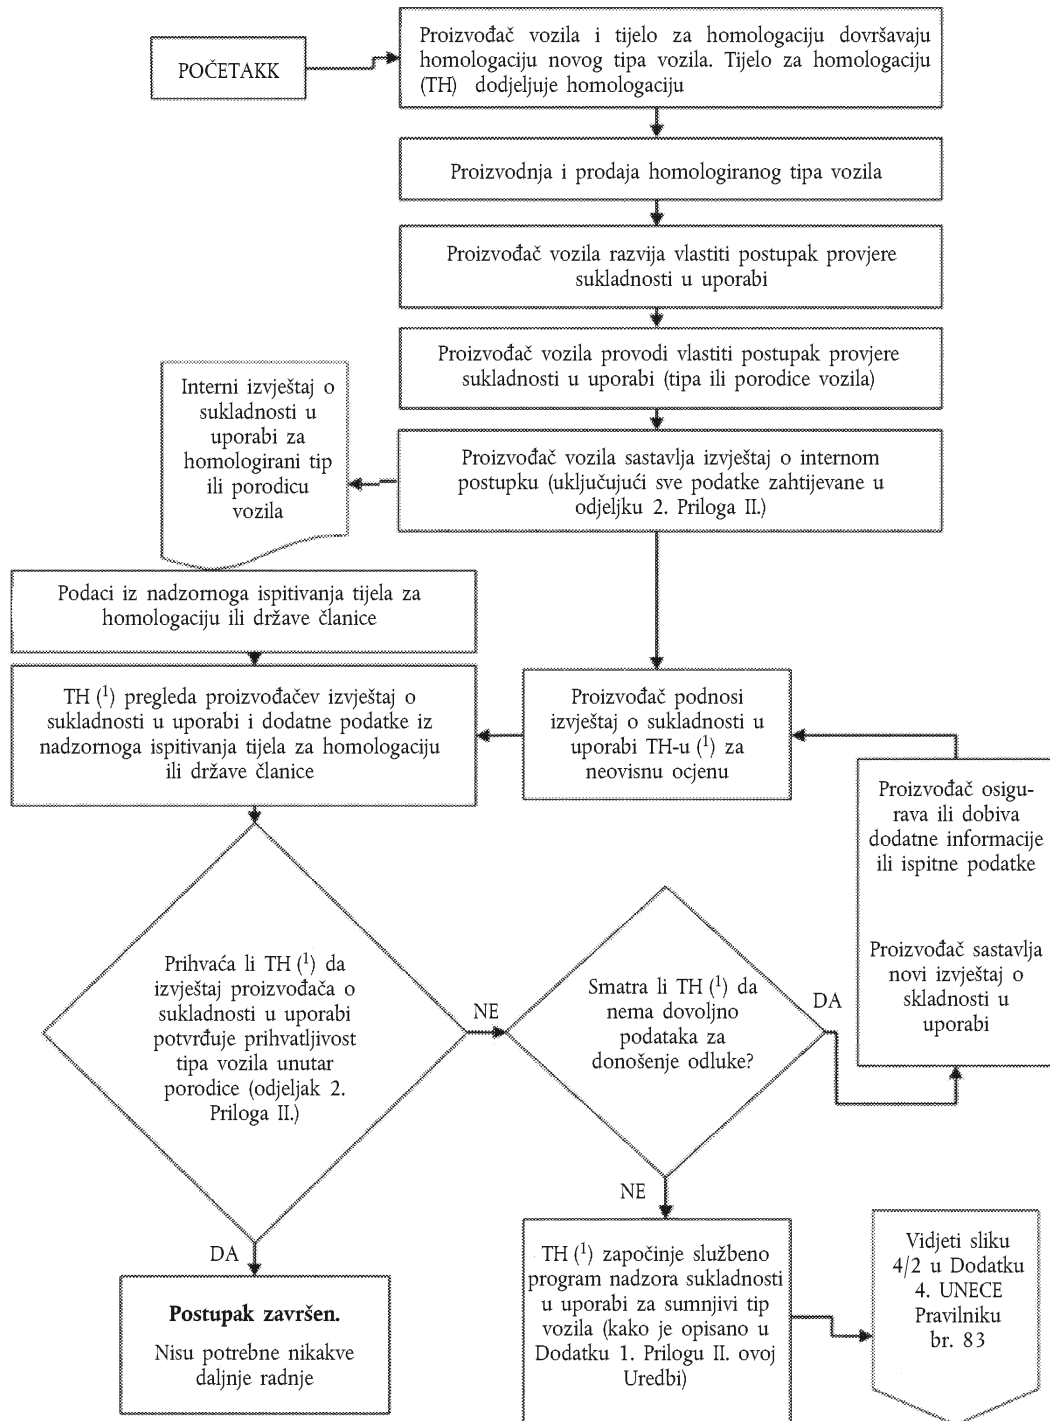 POČETAKK
Proizvođač vozila i tijelo za homologaciju dovršavaju
homologaciju novog tipa vozila. Tijelo za homologaciju
(TH) dodjeljuje homologaciju
Proizvodnja i prodaja homologiranog tipa vozila
Proizvođač vozila razvija vlastiti postupak provjere
sukladnosti u uporabi
Proizvođač vozila provodi vlastiti postupak provjere
sukladnosti u uporabi (tipa ili porodice vozila)
Interni izvještaj o
sukladnosti u
uporabi za
homologirani tip
ili porodicu
vozila
Proizvođač vozila sastavlja izvještaj o internom
postupku (uključujući sve podatke zahtijevane u
odjeljku 2. Priloga II.)
Podaci iz nadzornoga ispitivanja tijela za
homologaciju ili države članice
TH (¹) pregleda proizvođačev izvještaj o
sukladnosti u uporabi i dodatne podatke iz
nadzornoga ispitivanja tijela za homologaciju
ili države članice
Proizvođač podnosi
izvještaj o sukladnosti u
uporabi TH-u (¹) za
neovisnu ocjenu
Proizvođač osigu-
rava ili dobiva
dodatne informacije
ili ispitne podatke
Proizvođač sastavlja
novi izvještaj o
skladnosti u
uporabi
Prihvaća li TH (¹) da
izvještaj proizvođača o
sukladnosti u uporabi
potvrđuje prihvatljivost
tipa vozila unutar
porodice (odjeljak 2.
Priloga II.)
NE
Smatra li TH (¹) da
nema dovoljno
podataka za
donošenje odluke?
DA
NE
DA
Postupak završen.
Nisu potrebne nikakve
daljnje radnje
TH (¹) započinje službeno
program nadzora sukladnosti
u uporabi za sumnjivi tip
vozila (kako je opisano u
Dodatku 1. Prilogu II. ovoj
Uredbi)
Vidjeti sliku
4/2 u Dodatku
4. UNECE
Pravilniku
br. 83